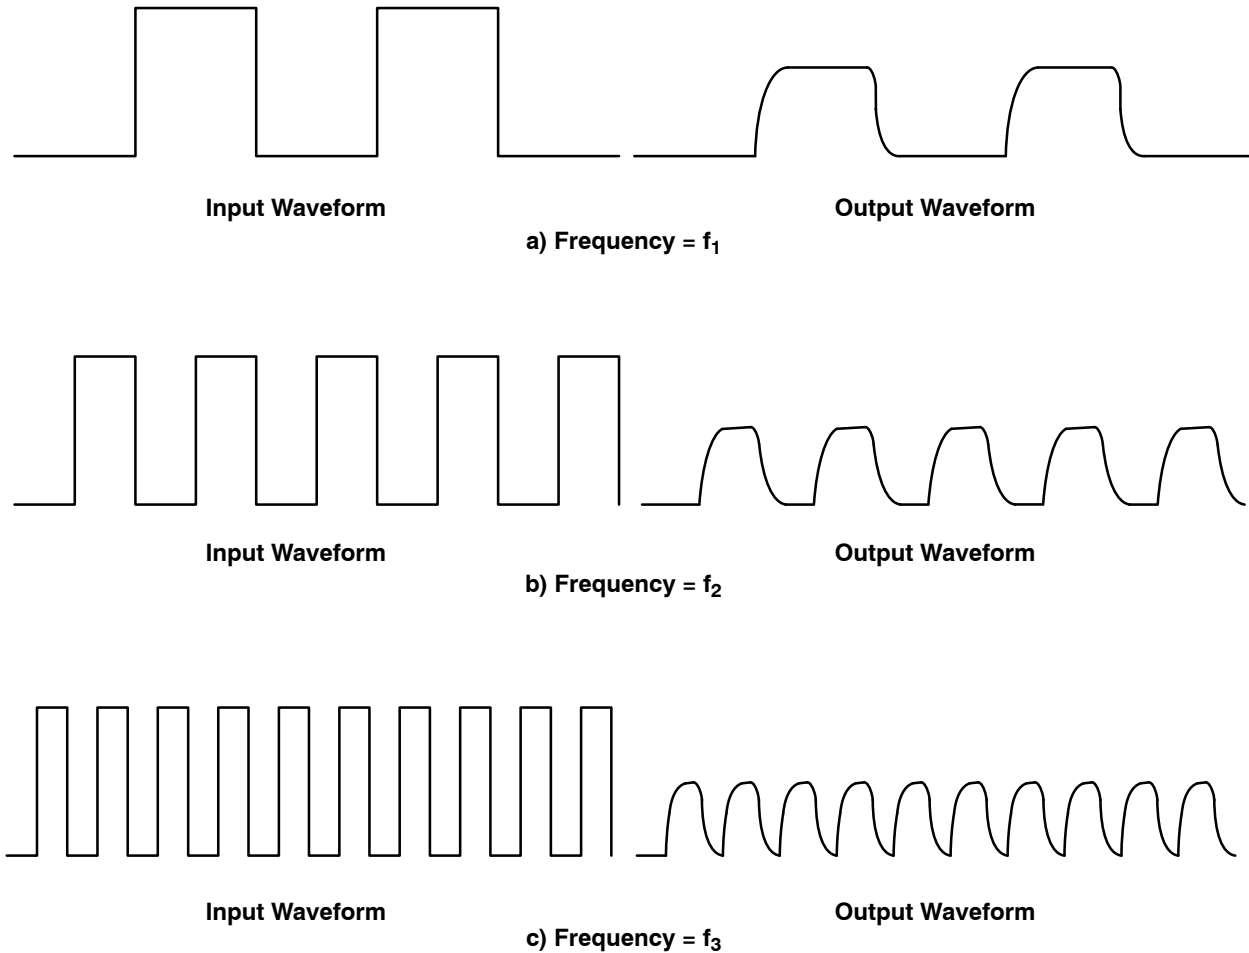 Input Waveform
Output Waveform
a) Frequency = f1
Input Waveform
Output Waveform
b) Frequency = f2
Input Waveform
Output Waveform
c) Frequency = f3